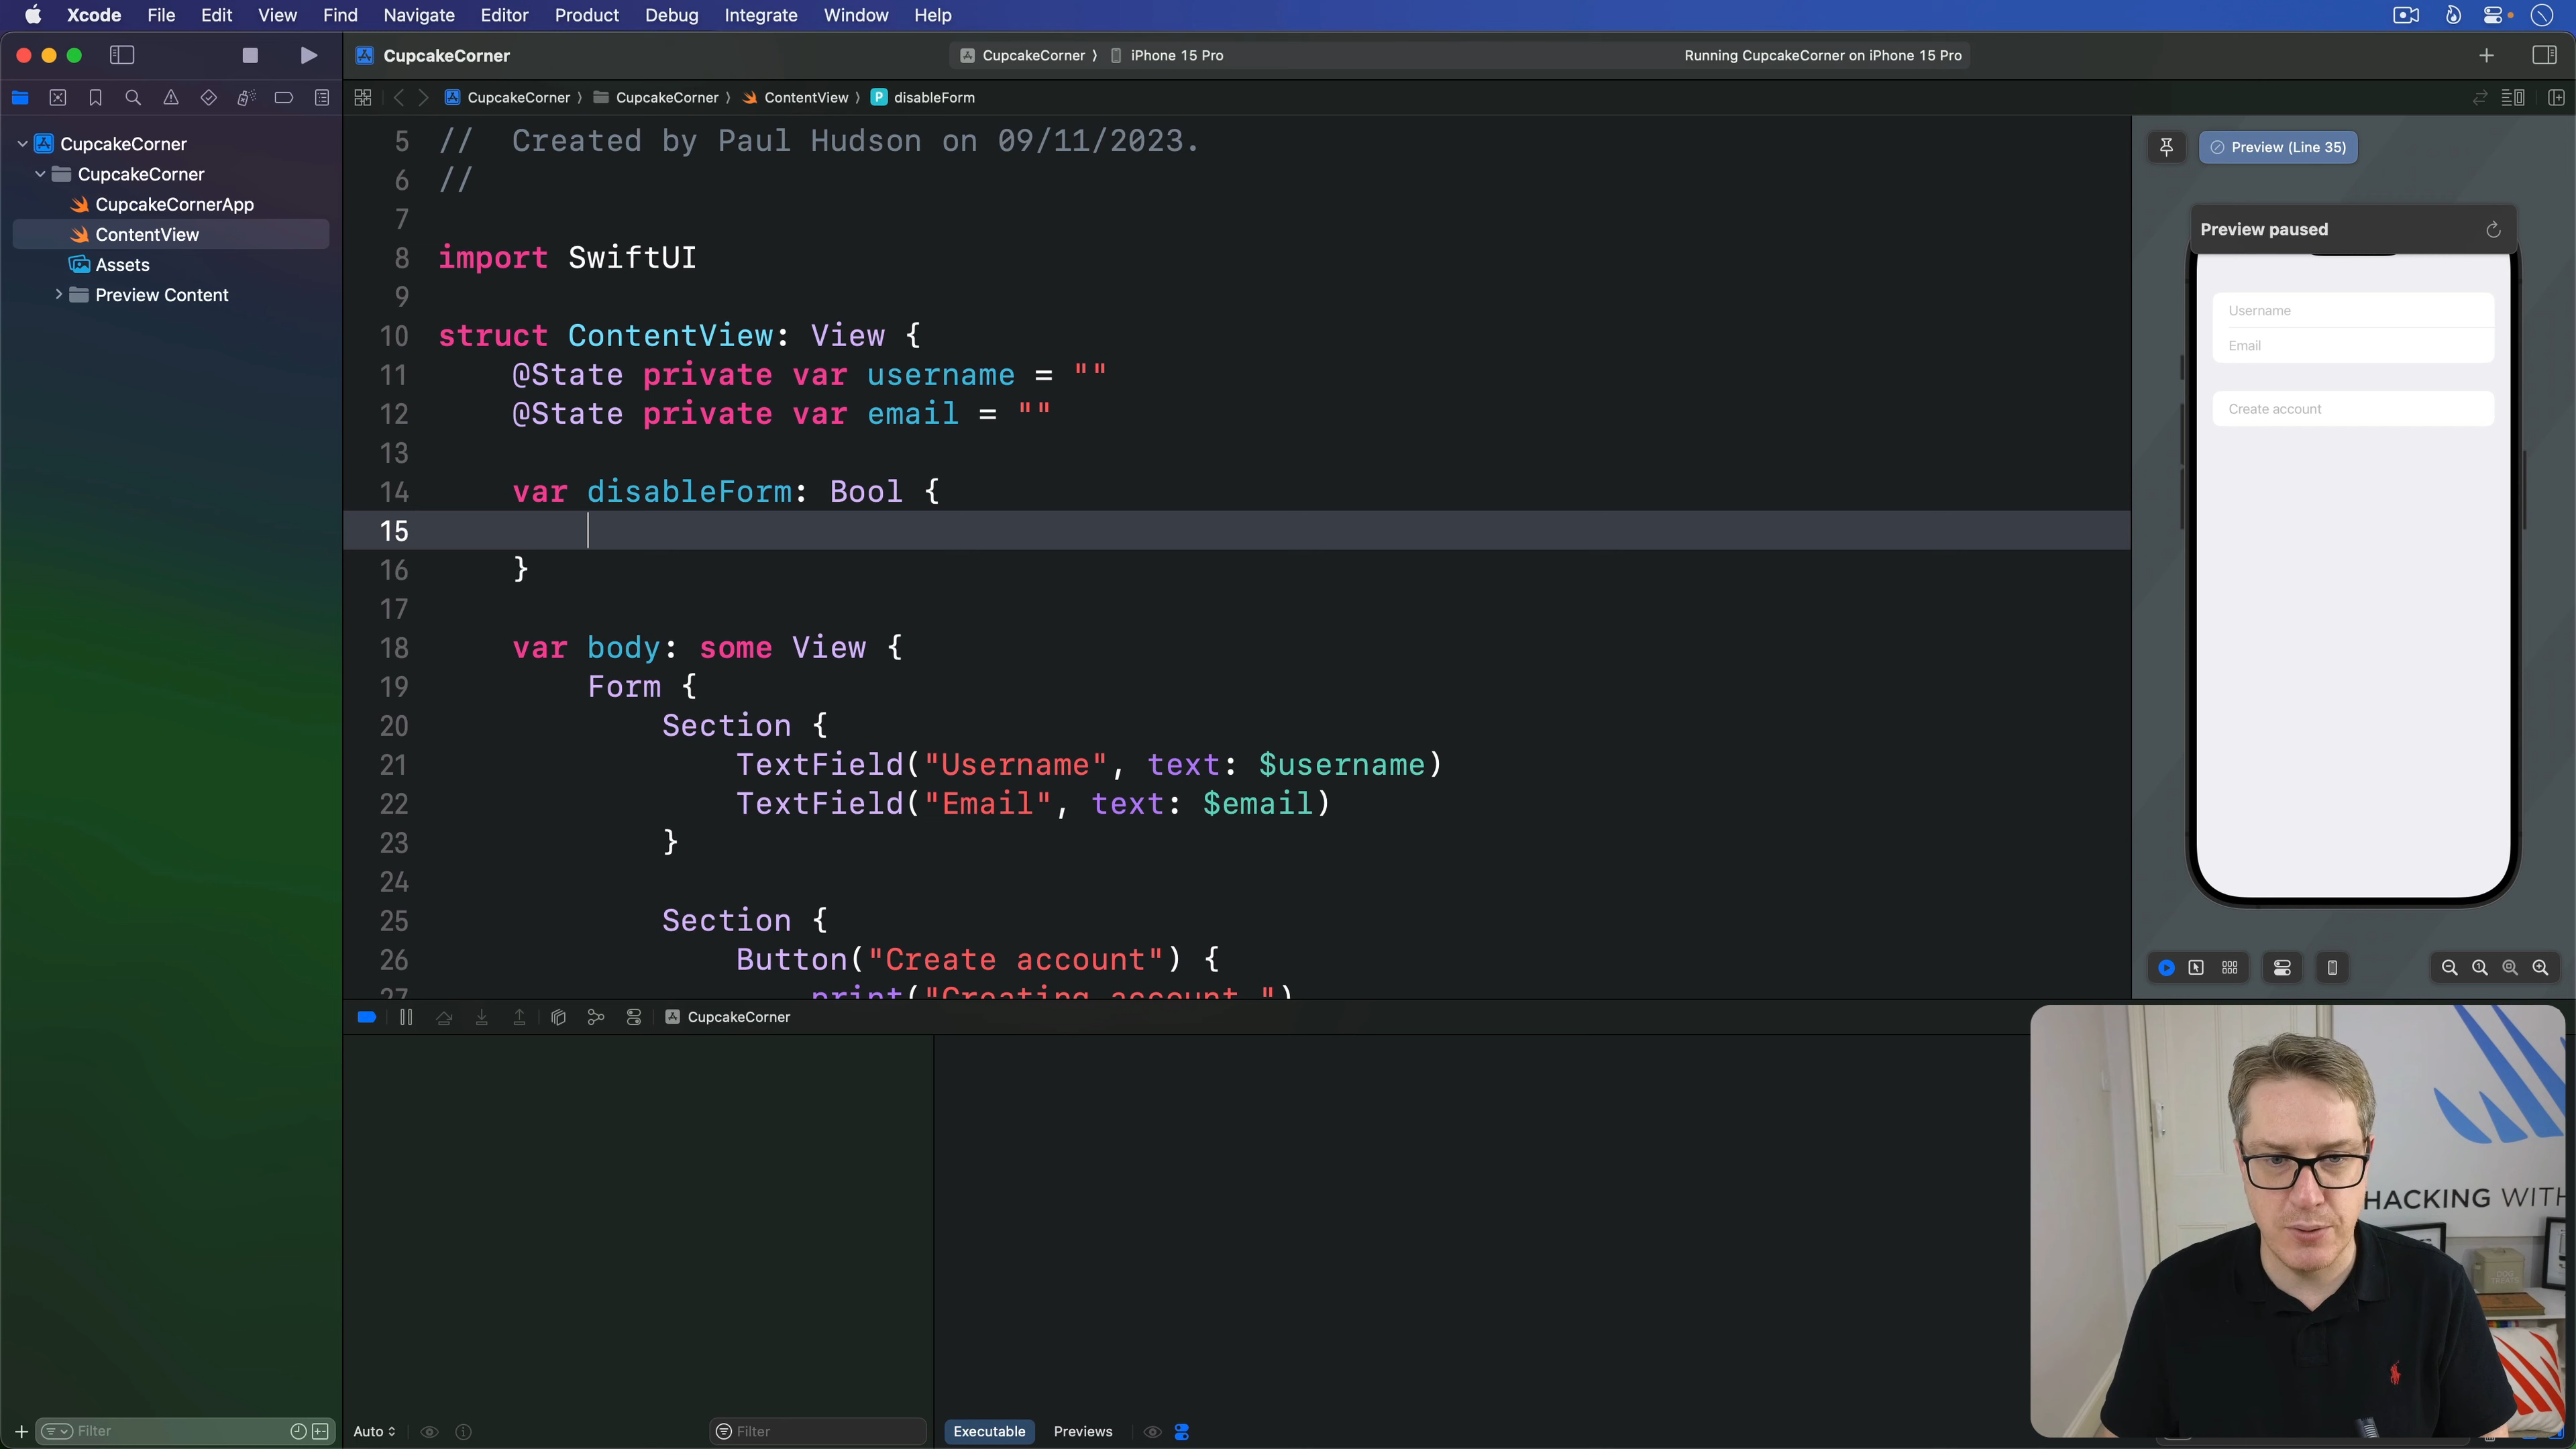 Xcode File Edit View Find Navigate Editor Product Debug Integrate Window Help
CupcakeCorner
CupcakeCorner 〉 iPhone 15 Pro
Running CupcakeCorner on iPhone 15 Pro
CupcakeCorner 〉 CupcakeCorner 〉 ContentView 〉 P disableForm
CupcakeCorner
CupcakeCorner
CupcakeCornerApp
ContentView
Assets
Preview Content
5 //  Created by Paul Hudson on 09/11/2023.
6 //
7
8 import SwiftUI
9
10 struct ContentView: View {
11 @State private var username = ""
12 @State private var email = ""
13
14 var disableForm: Bool {
15
16 }
17
18 var body: some View {
19 Form {
20 Section {
21 TextField("Username", text: $username)
22 TextField("Email", text: $email)
23 }
24
25 Section {
26 Button("Create account") {
27 print("Creating account…")
Preview (Line 35)
Preview paused
Username
Email
Create account
CupcakeCorner
HACKING WITH
DOG
TREATS
Filter
Auto
Filter
Executable Previews